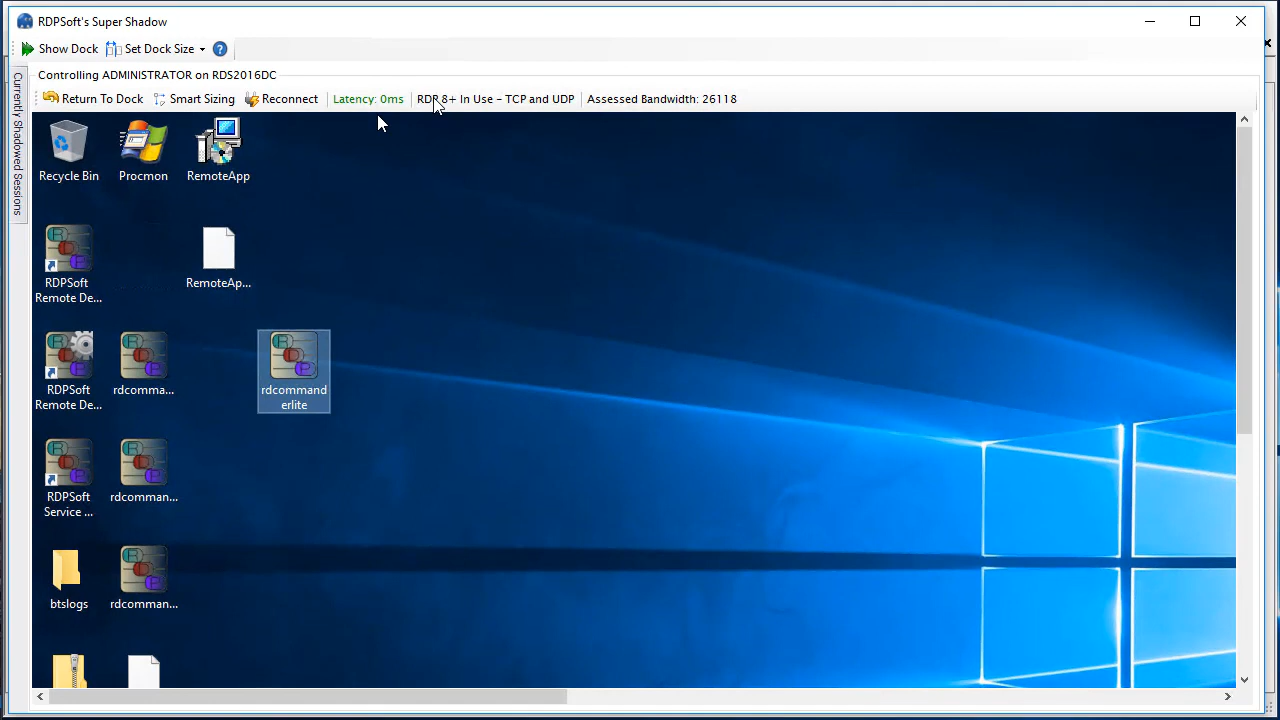 RDPSoft's Super Shadow
Show Dock Set Dock Size
Controlling ADMINISTRATOR on RDS2016DC
Return To Dock Smart Sizing Reconnect Latency: 0ms RDP 8+ In Use - TCP and UDP Assessed Bandwidth: 26118
Currently Shadowed Sessions
Recycle Bin
Procmon
RemoteApp
RDPSoft
Remote De...
RemoteAp...
RDPSoft
Remote De...
rdcomma...
rdcommand
erlite
RDPSoft
Service ...
rdcomman...
btslogs
rdcomman...